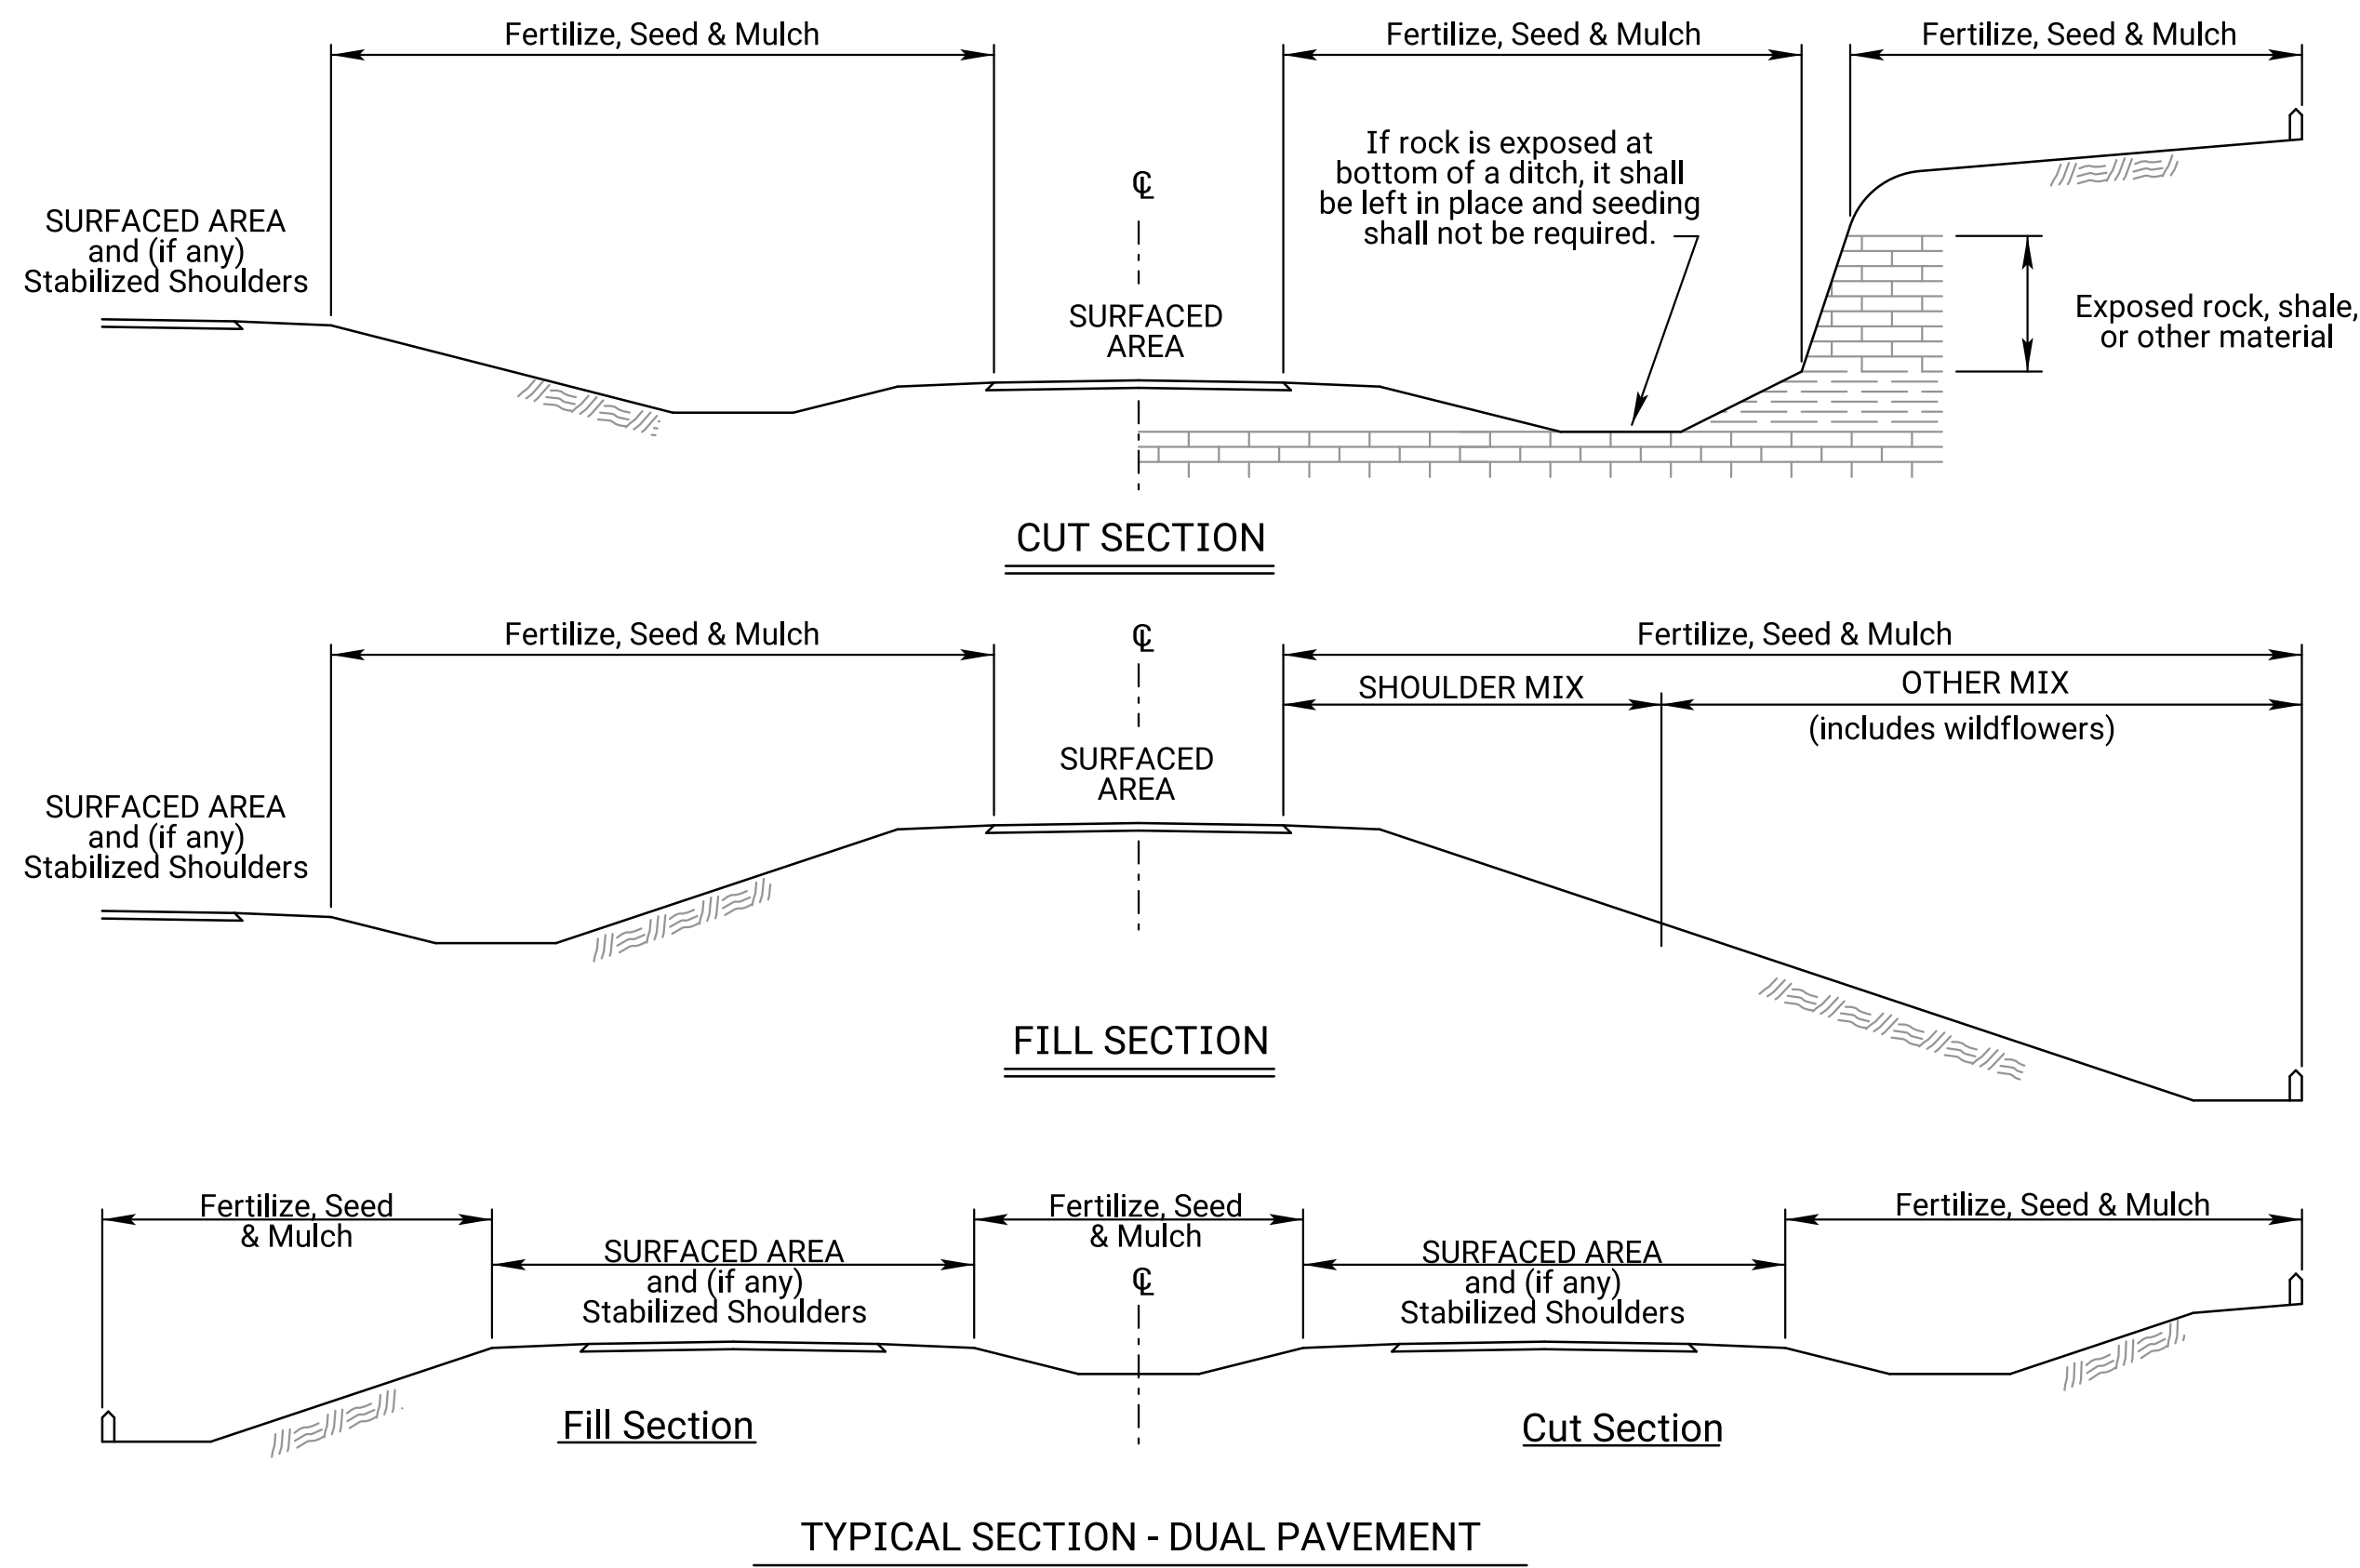 Fertilize, Seed & Mulch
Fertilize, Seed & Mulch
Fertilize, Seed & Mulch
If rock is exposed at
bottom of a ditch, it shall
be left in place and seeding
shall not be required.
℄
SURFACED AREA
and (if any)
Stabilized Shoulders
SURFACED
AREA
Exposed rock, shale,
or other material
CUT SECTION
Fertilize, Seed & Mulch
℄
Fertilize, Seed & Mulch
SHOULDER MIX
OTHER MIX
(includes wildflowers)
SURFACED
AREA
SURFACED AREA
and (if any)
Stabilized Shoulders
FILL SECTION
Fertilize, Seed
& Mulch
SURFACED AREA
and (if any)
Stabilized Shoulders
Fertilize, Seed
& Mulch
℄
SURFACED AREA
and (if any)
Stabilized Shoulders
Fertilize, Seed & Mulch
Fill Section
Cut Section
TYPICAL SECTION - DUAL PAVEMENT